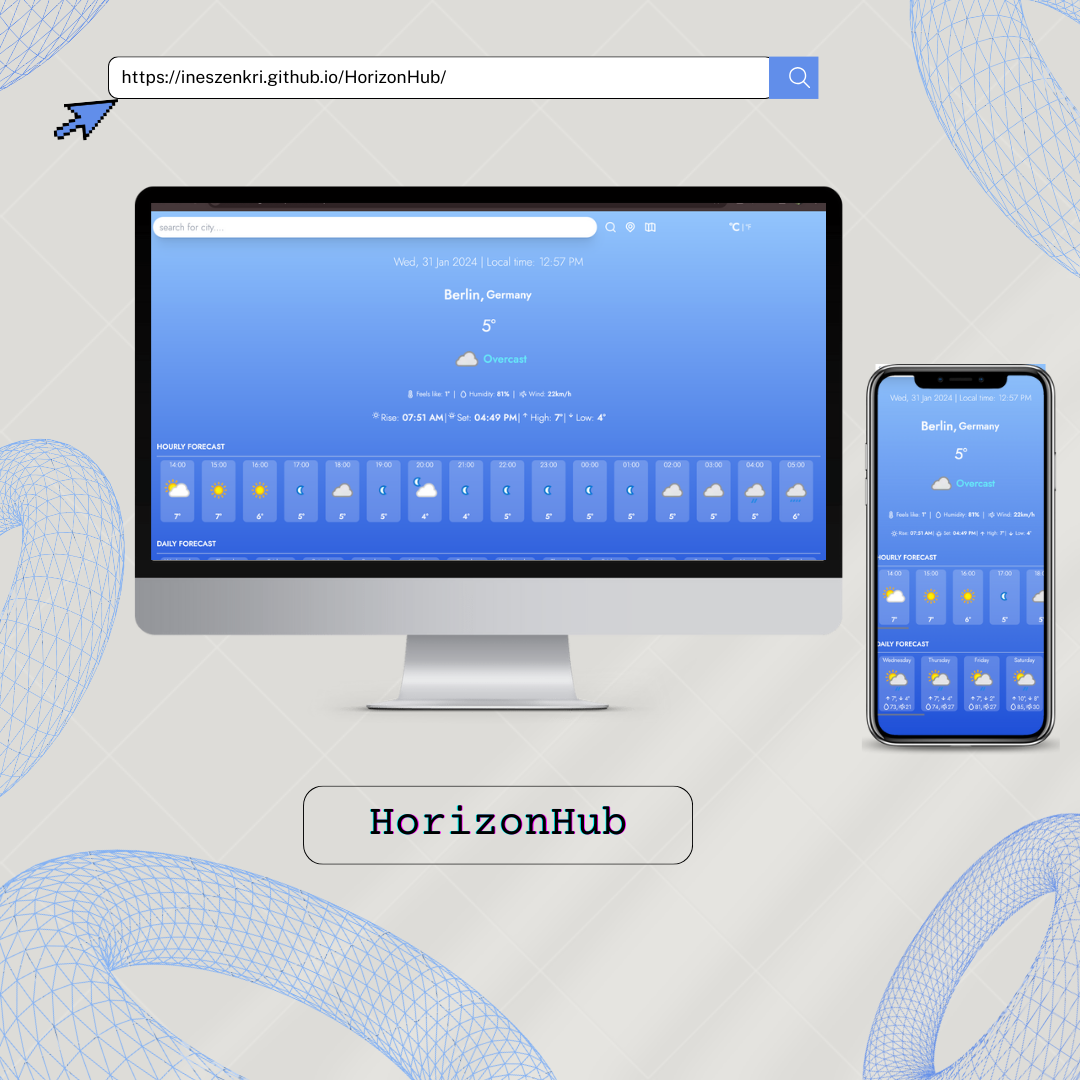 https://ineszenkri.github.io/HorizonHub/
search for city....
°C | °F
Wed, 31 Jan 2024 | Local time: 12:57 PM
Berlin, Germany
5°
Overcast
Feels like: 1° | Humidity: 81% | Wind: 22km/h
Rise: 07:51 AM | Set: 04:49 PM | High: 7° | Low: 4°
HOURLY FORECAST
14:00 15:00 16:00 17:00 18:00 19:00 20:00 21:00 22:00 23:00 00:00 01:00 02:00 03:00 04:00 05:00
7° 7° 6° 5° 5° 5° 4° 4° 5° 5° 5° 5° 5° 5° 5° 6°
DAILY FORECAST
Wed, 31 Jan 2024 | Local time: 12:57 PM
Berlin, Germany
5°
Overcast
Feels like: 1° | Humidity: 81% | Wind: 22km/h
Rise: 07:51 AM | Set: 04:49 PM | High: 7° | Low: 4°
HOURLY FORECAST
14:00 15:00 16:00 17:00
7° 7° 6° 5° 5°
DAILY FORECAST
Wednesday Thursday Friday Saturday
7°, 4° 7°, 4° 7°, 2° 10°, 8°
73, 21 74, 27 81, 27 85, 30
HorizonHub